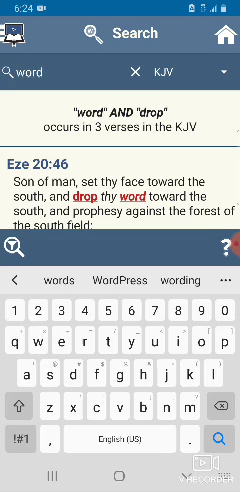 6:24
Search
word KJV
"word" AND "drop"
occurs in 3 verses in the KJV
Eze 20:46
Son of man, set thy face toward the
south, and drop thy word toward the
south, and prophesy against the forest of
the south field;
?
words WordPress wording
1 2 3 4 5 6 7 8 9 0
q w e r t y u i o p
a s d f g h j k l
z x c v b n m
!#1 , English (US) .
V RECORDER